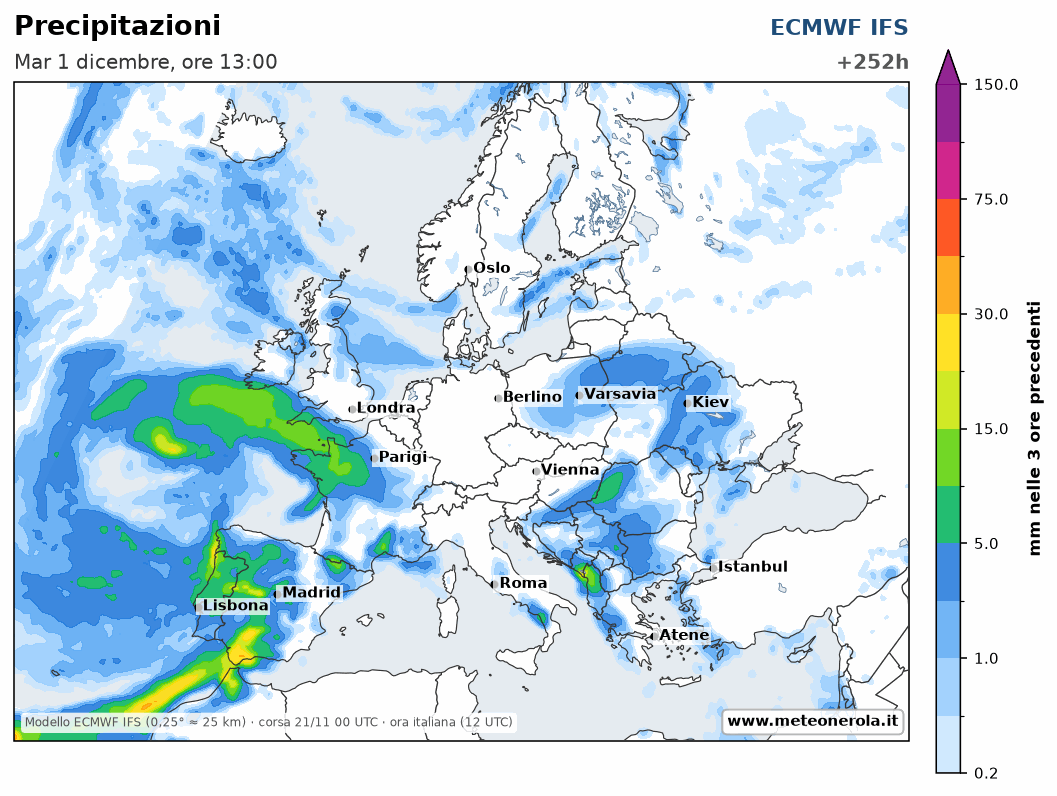 Precipitazioni
ECMWF IFS
Mar 1 dicembre, ore 13:00
+252h
150.0
75.0
30.0
15.0
5.0
1.0
0.2
mm nelle 3 ore precedenti
Oslo
Londra
Berlino
Varsavia
Kiev
Parigi
Vienna
Istanbul
Roma
Madrid
Lisbona
Atene
Modello ECMWF IFS (0,25° ≈ 25 km) · corsa 21/11 00 UTC · ora italiana (12 UTC)
www.meteonerola.it